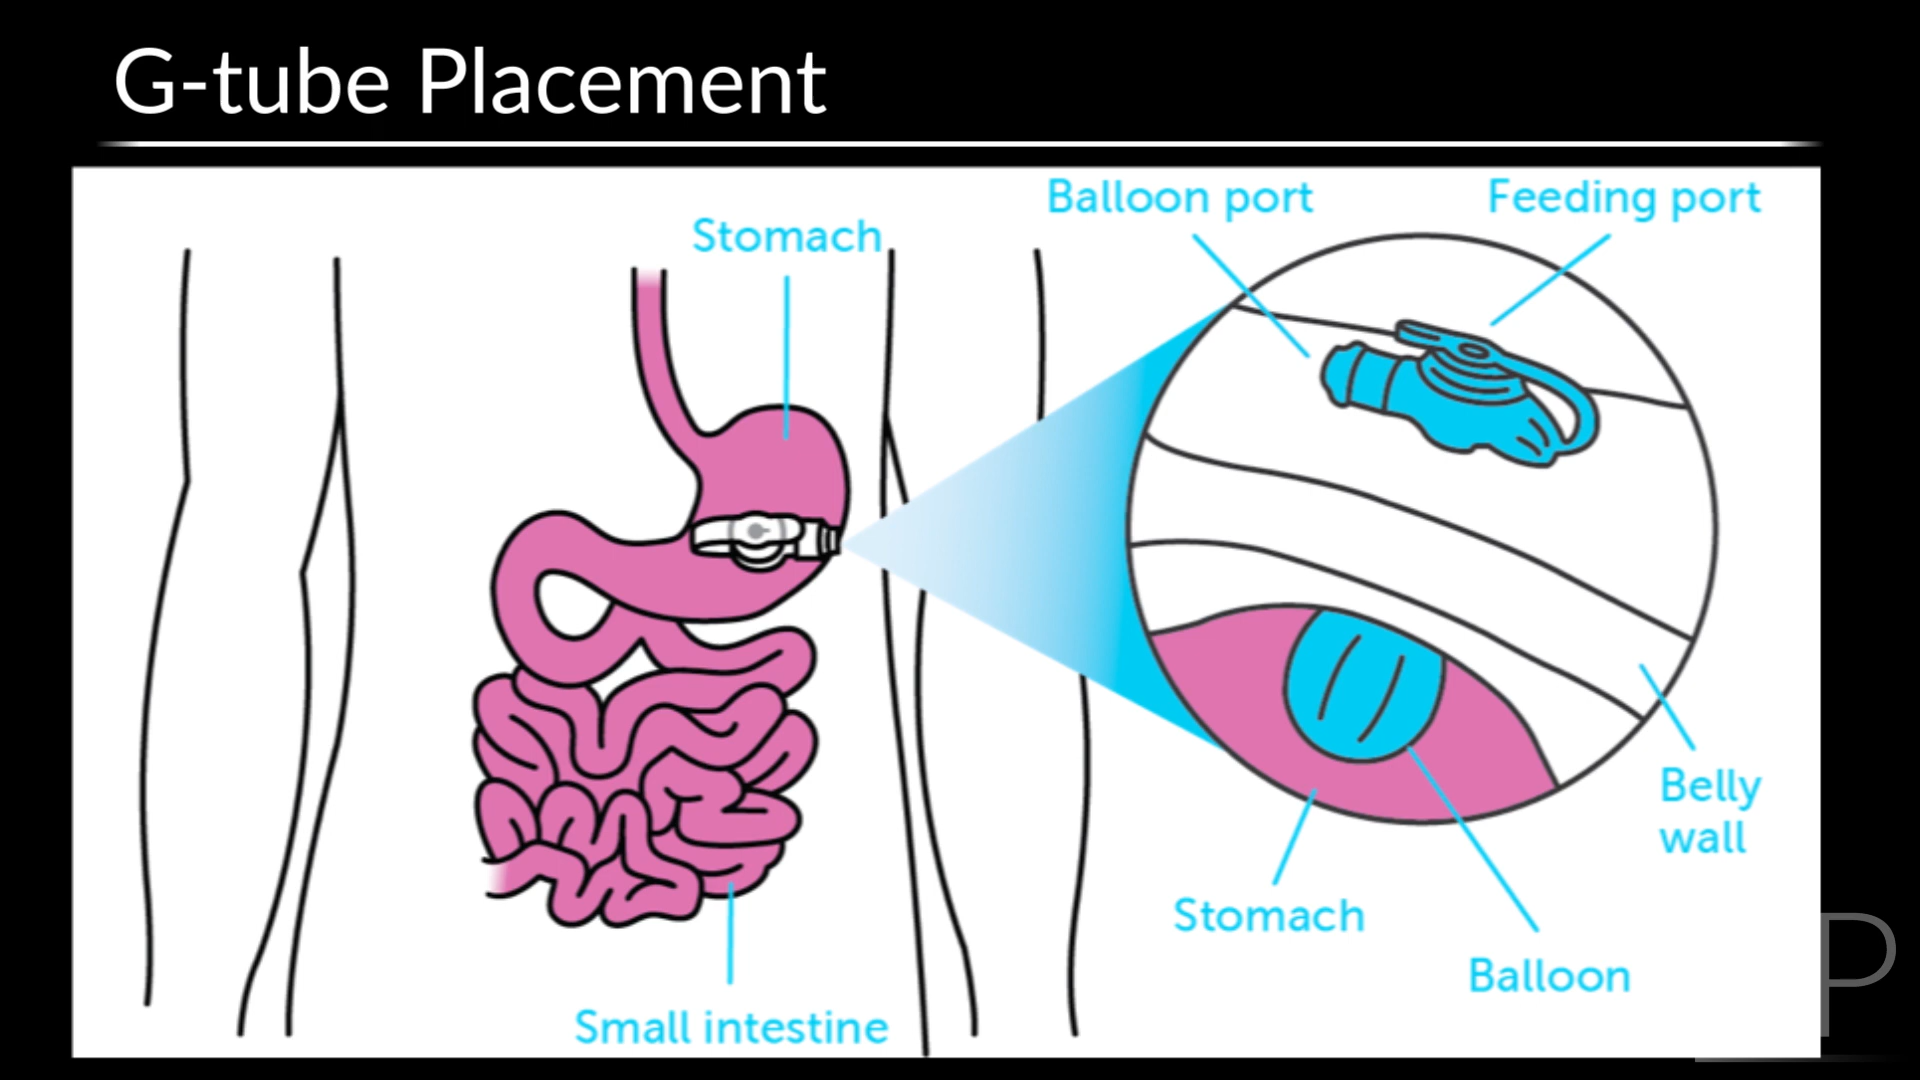 G-tube Placement
Balloon port
Feeding port
Stomach
Belly
wall
Stomach
Balloon
Small intestine
P